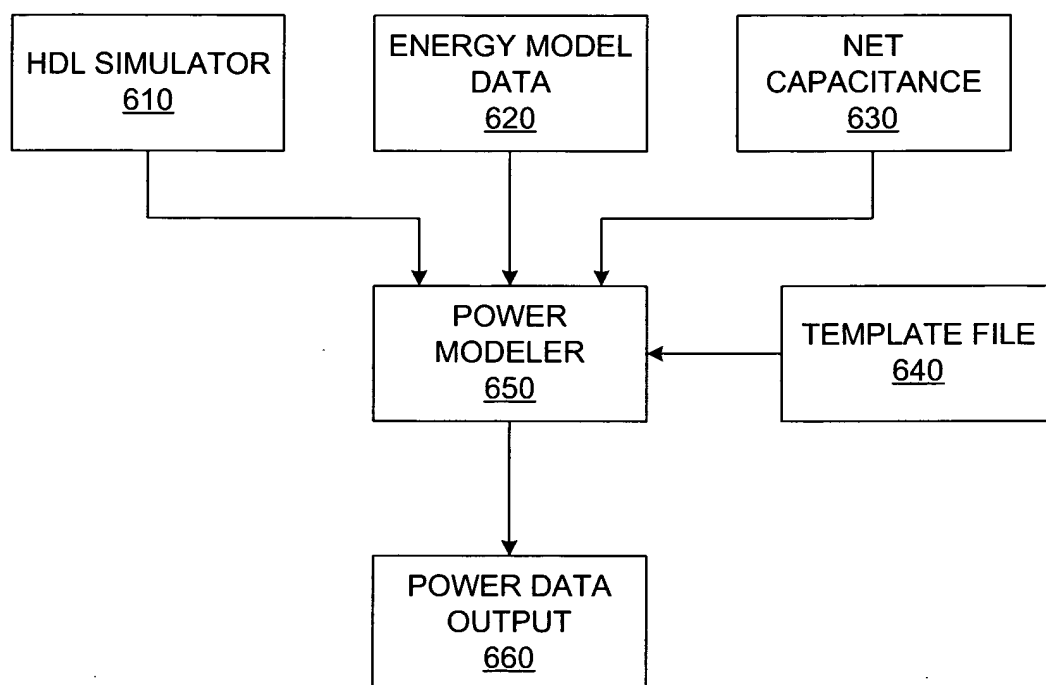 HDL SIMULATOR
610
ENERGY MODEL
DATA
620
NET
CAPACITANCE
630
POWER
MODELER
650
TEMPLATE FILE
640
POWER DATA
OUTPUT
660